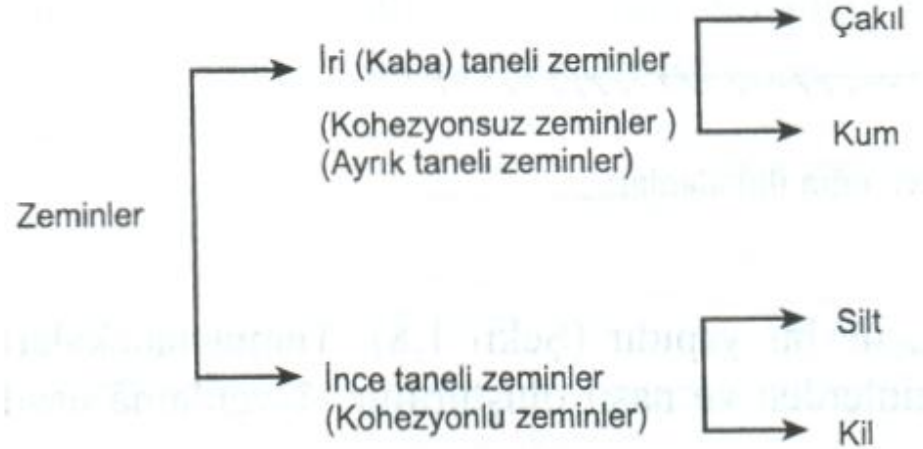 Çakıl
İri (Kaba) taneli zeminler
(Kohezyonsuz zeminler )
Kum
(Ayrık taneli zeminler)
Zeminler
Silt
İnce taneli zeminler
(Kohezyonlu zeminler)
Kil